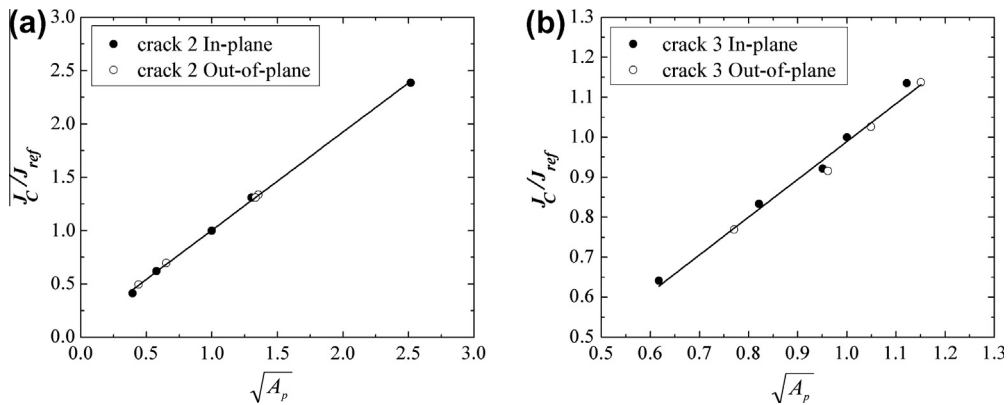 (a)
crack 2 In-plane
crack 2 Out-of-plane
3.0
2.5
2.0
1.5
1.0
0.5
0.0
J_C/J_ref
0.0 0.5 1.0 1.5 2.0 2.5 3.0
√A_p
(b)
crack 3 In-plane
crack 3 Out-of-plane
1.3
1.2
1.1
1.0
0.9
0.8
0.7
0.6
0.5
J_C/J_ref
0.5 0.6 0.7 0.8 0.9 1.0 1.1 1.2 1.3
√A_p